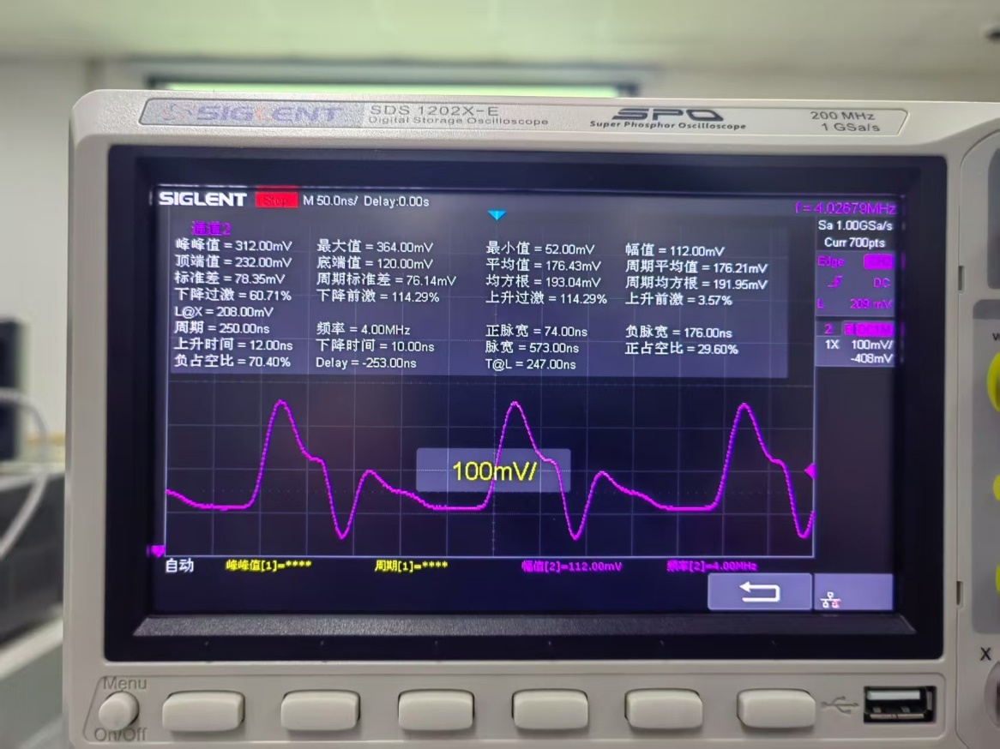 SIGLENT SDS 1202X-E SPO 200 MHz
Digital Storage Oscilloscope Super Phosphor Oscilloscope 1 GSa/s
SIGLENT Stop M 50.0ns/ Delay:0.00s f = 4.02679MHz
Sa 1.00GSa/s
Curr 700pts
通道2
峰峰值 = 312.00mV 最大值 = 364.00mV 最小值 = 52.00mV 幅值 = 112.00mV
顶端值 = 232.00mV 底端值 = 120.00mV 平均值 = 176.43mV 周期平均值 = 176.21mV
标准差 = 78.35mV 周期标准差 = 76.14mV 均方根 = 193.04mV 周期均方根 = 191.95mV
下降过激 = 60.71% 下降前激 = 114.29% 上升过激 = 114.29% 上升前激 = 3.57%
L@X = 208.00mV
周期 = 250.00ns 频率 = 4.00MHz 正脉宽 = 74.00ns 负脉宽 = 176.00ns
上升时间 = 12.00ns 下降时间 = 10.00ns 脉宽 = 573.00ns 正占空比 = 29.60%
负占空比 = 70.40% Delay = -253.00ns T@L = 247.00ns
Edge CH2
DC
L 209 mV
2 DC1M
1X 100mV/
-408mV
100mV/
自动 峰峰值[1]=**** 周期[1]=**** 幅值[2]=112.00mV 频率[2]=4.00MHz
Menu
On/Off
X